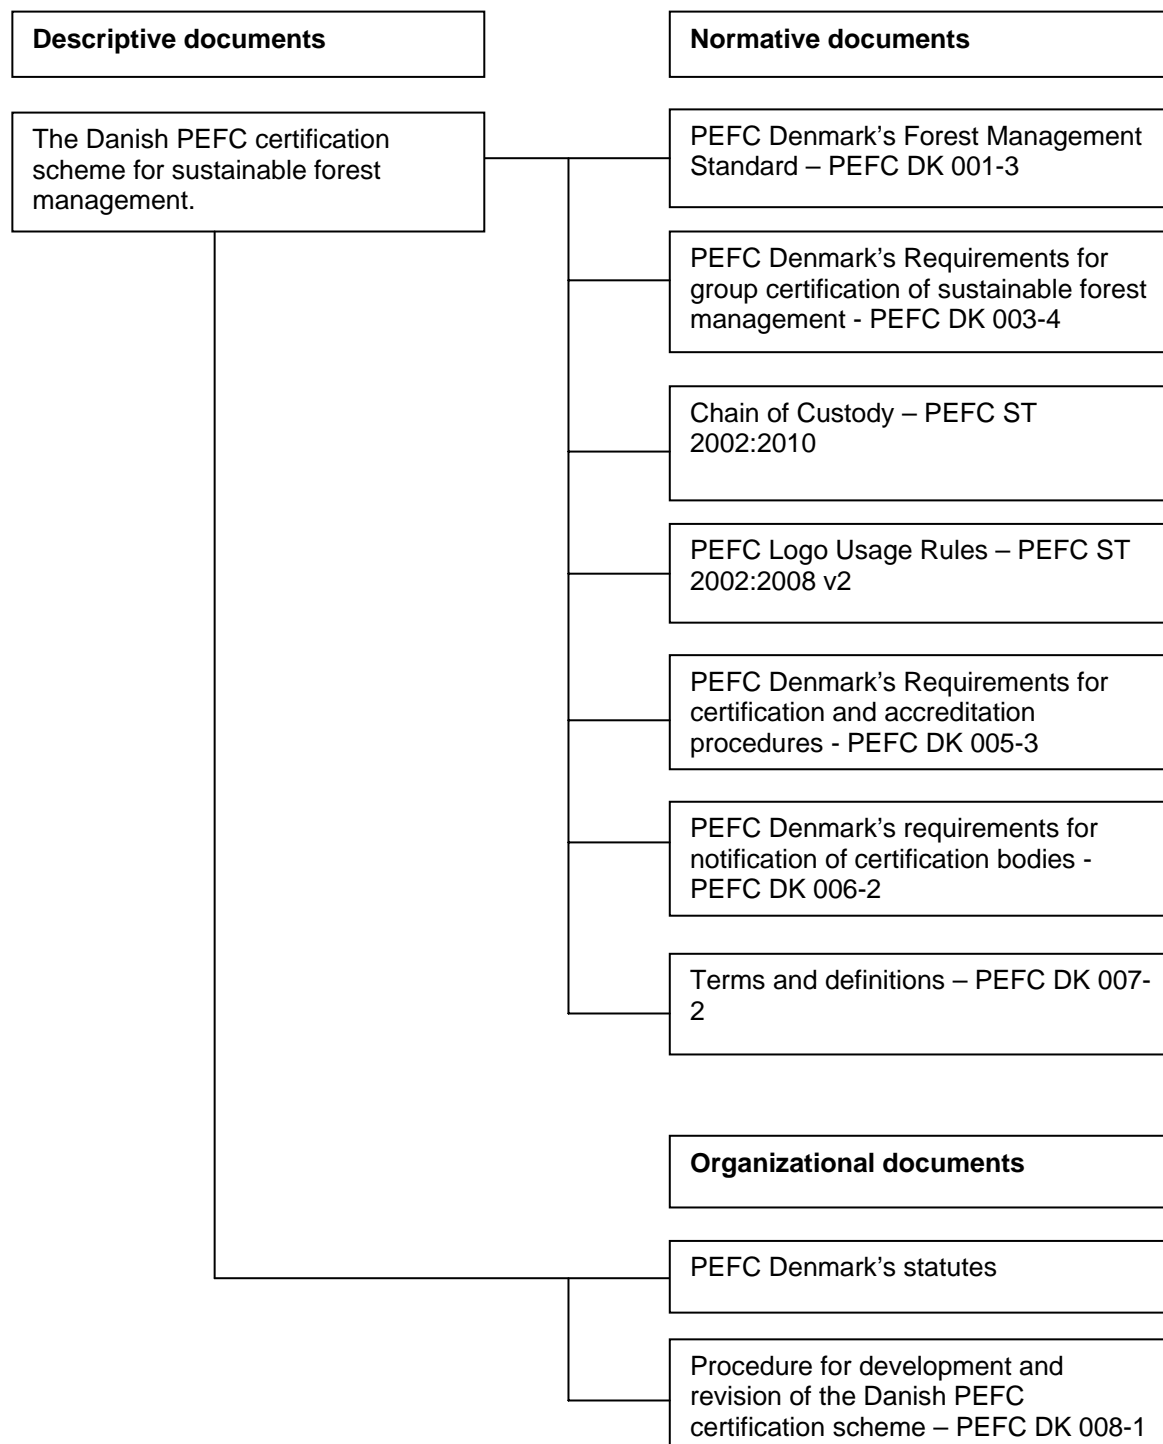 Descriptive documents
Normative documents
The Danish PEFC certification
scheme for sustainable forest
management.
PEFC Denmark’s Forest Management
Standard – PEFC DK 001-3
PEFC Denmark’s Requirements for
group certification of sustainable forest
management - PEFC DK 003-4
Chain of Custody – PEFC ST
2002:2010
PEFC Logo Usage Rules – PEFC ST
2002:2008 v2
PEFC Denmark’s Requirements for
certification and accreditation
procedures - PEFC DK 005-3
PEFC Denmark’s requirements for
notification of certification bodies -
PEFC DK 006-2
Terms and definitions – PEFC DK 007-
2
Organizational documents
PEFC Denmark’s statutes
Procedure for development and
revision of the Danish PEFC
certification scheme – PEFC DK 008-1